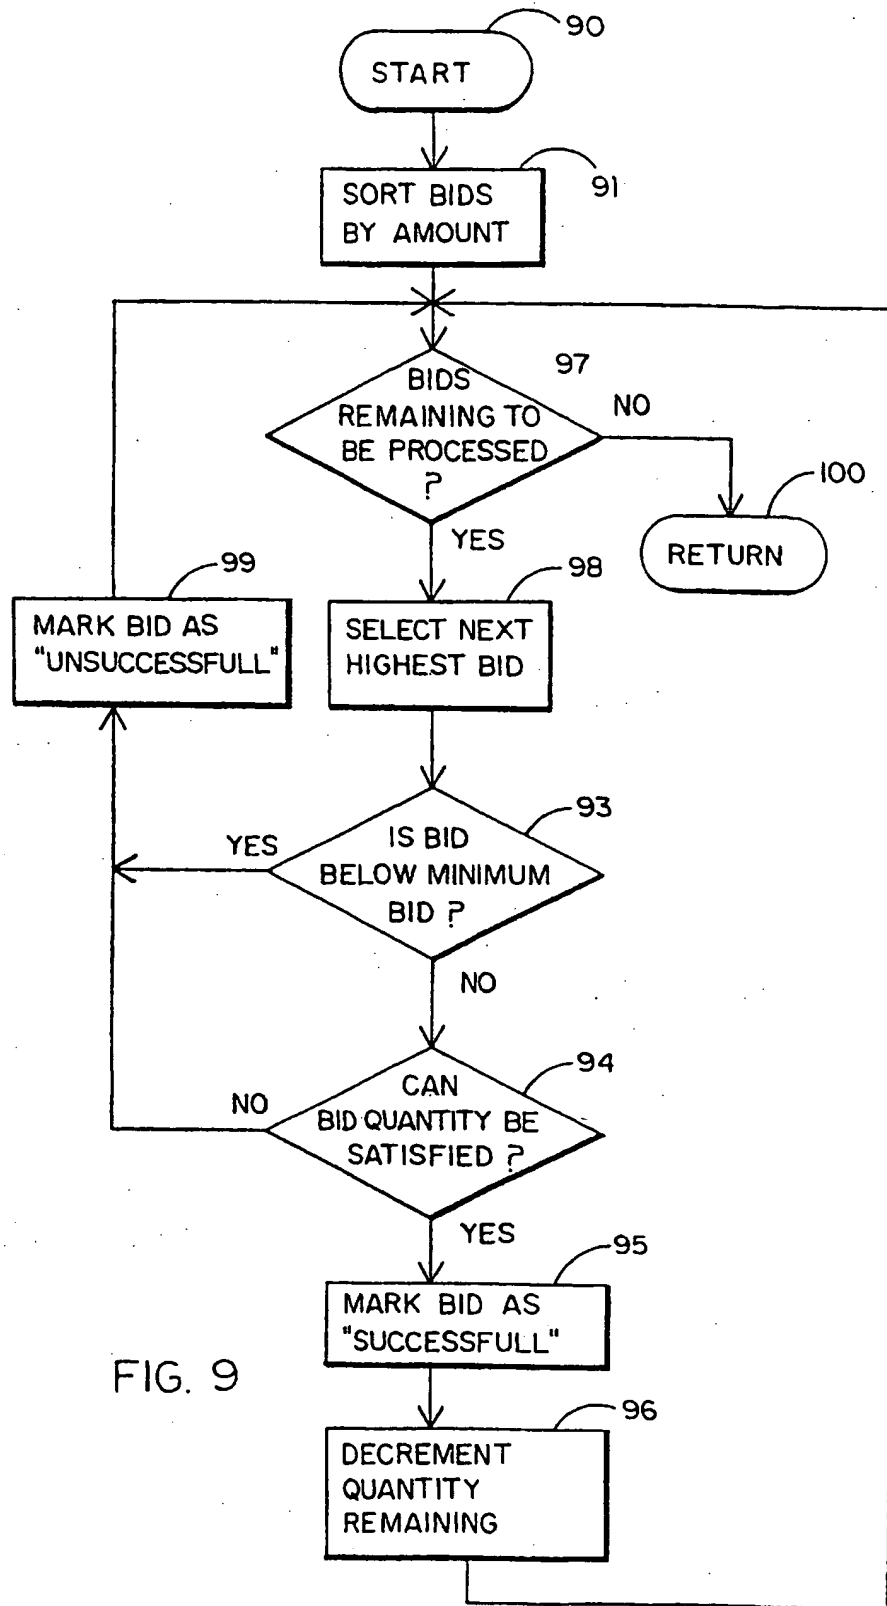 90
START
91
SORT BIDS
BY AMOUNT
97
BIDS
REMAINING TO
BE PROCESSED
?
NO
100
RETURN
YES
99
MARK BID AS
"UNSUCCESSFULL"
98
SELECT NEXT
HIGHEST BID
93
IS BID
BELOW MINIMUM
BID ?
YES
NO
94
CAN
BID QUANTITY BE
SATISFIED ?
NO
YES
95
MARK BID AS
"SUCCESSFULL"
FIG. 9
96
DECREMENT
QUANTITY
REMAINING